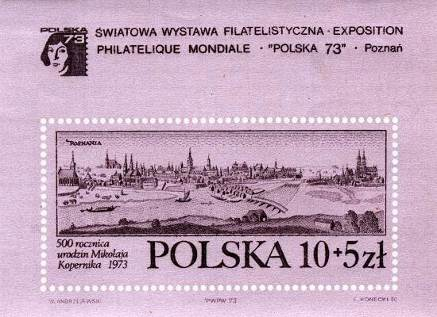 POLSKA
73
ŚWIATOWA WYSTAWA FILATELISTYCZNA · EXPOSITION
PHILATELIQUE MONDIALE · "POLSKA 73" · Poznań
POZNANIA
500 rocznica
urodzin Mikołaja
Kopernika 1973
POLSKA 10+5zł
PWPW 73